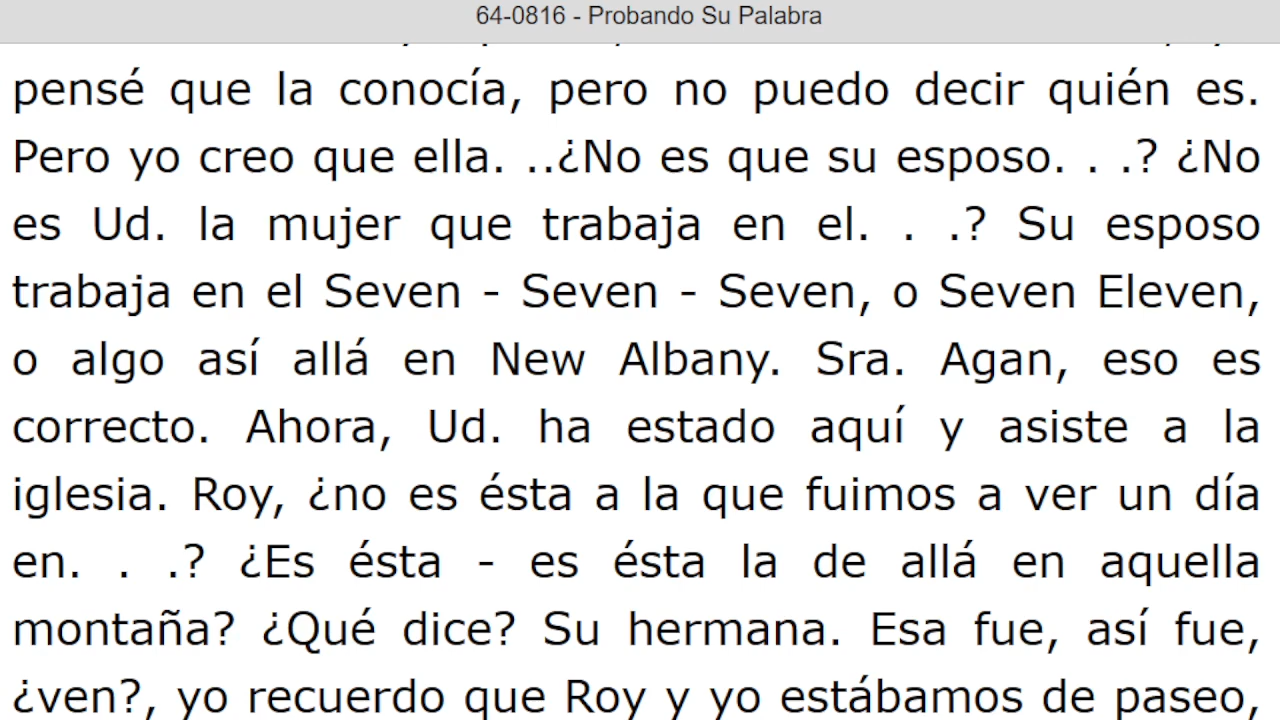 64-0816 - Probando Su Palabra
pensé que la conocía, pero no puedo decir quién es.
Pero yo creo que ella. . .¿No es que su esposo. . .? ¿No
es Ud. la mujer que trabaja en el. . .? Su esposo
trabaja en el Seven - Seven - Seven, o Seven Eleven,
o algo así allá en New Albany. Sra. Agan, eso es
correcto. Ahora, Ud. ha estado aquí y asiste a la
iglesia. Roy, ¿no es ésta a la que fuimos a ver un día
en. . .? ¿Es ésta - es ésta la de allá en aquella
montaña? ¿Qué dice? Su hermana. Esa fue, así fue,
¿ven?, yo recuerdo que Roy y yo estábamos de paseo,